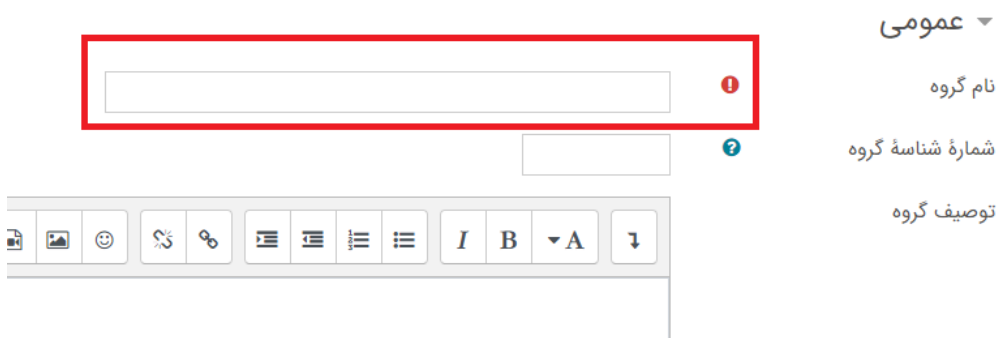 عمومی
نام گروه
شمارهٔ شناسهٔ گروه
توصیف گروه
A B I